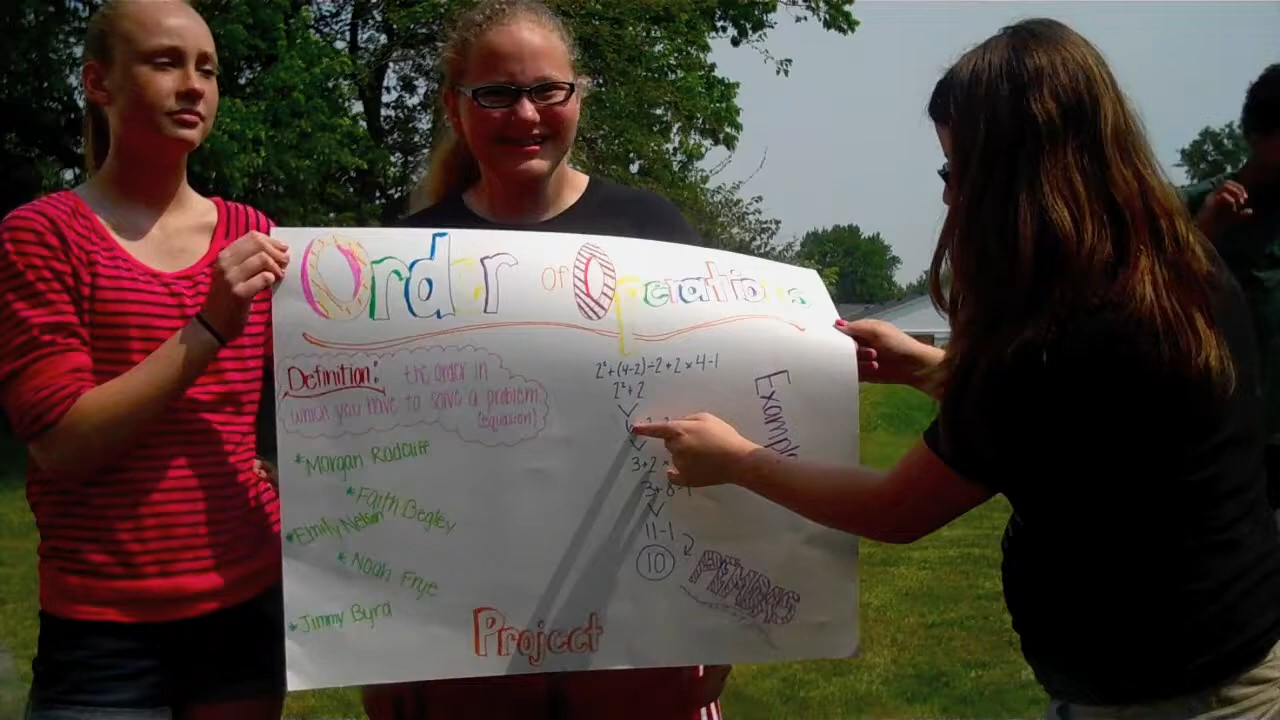 Order of Operations
Definition: the order in
which you have to solve a problem
(equasion)
2²+(4-2)÷2+2×4-1
2²+2
3+2
11-1
10
Example
PEMDAS
*Morgan Radcliff
*Faith Begley
*Emily Nelson
*Noah Frye
*Jimmy Byrd
Project